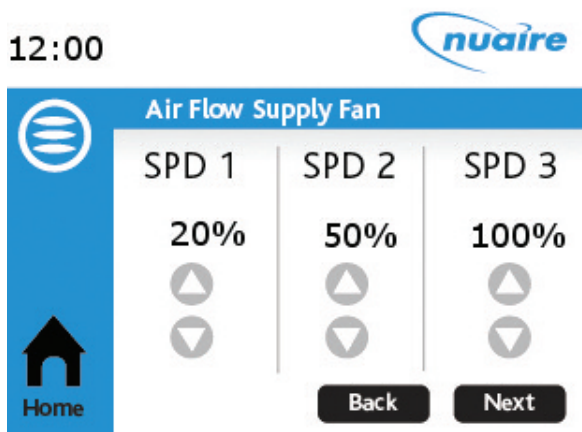 12:00
nuaire
Air Flow Supply Fan
SPD 1 SPD 2 SPD 3
20% 50% 100%
Home
Back Next